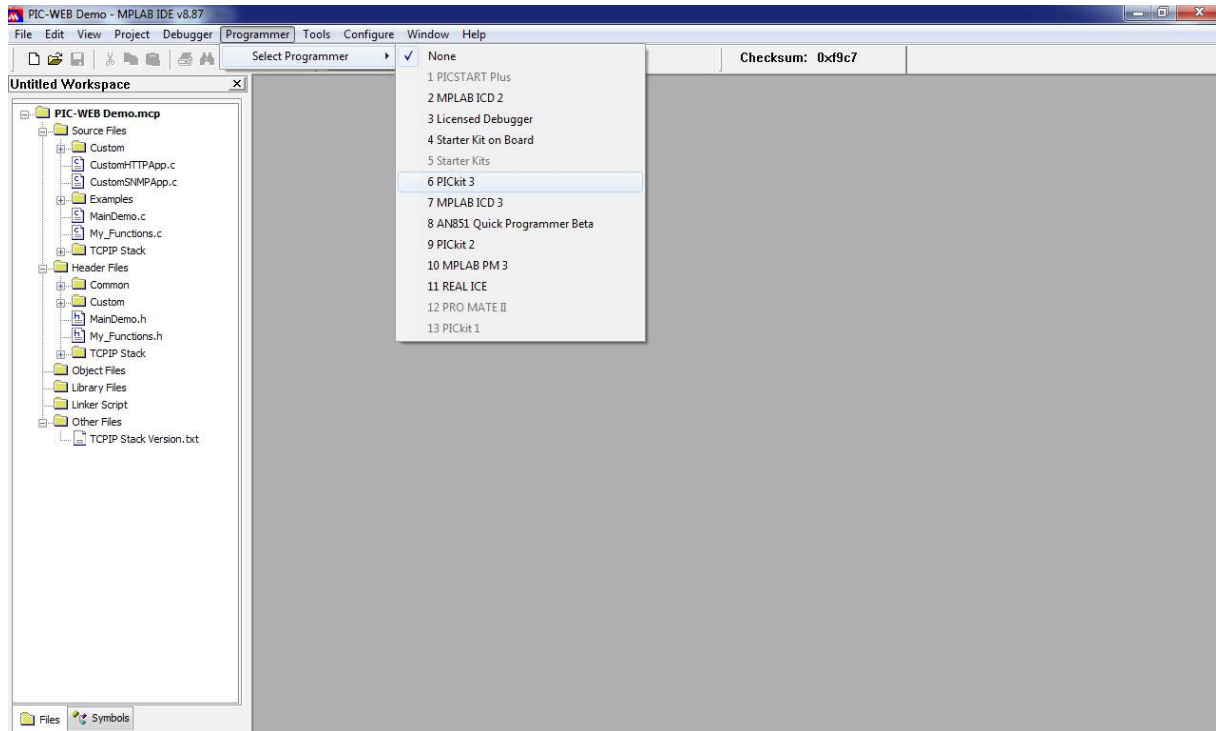 PIC-WEB Demo - MPLAB IDE v8.87
File Edit View Project Debugger Programmer Tools Configure Window Help
Select Programmer
Checksum: 0xf9c7
None
1 PICSTART Plus
2 MPLAB ICD 2
3 Licensed Debugger
4 Starter Kit on Board
5 Starter Kits
6 PICkit 3
7 MPLAB ICD 3
8 AN851 Quick Programmer Beta
9 PICkit 2
10 MPLAB PM 3
11 REAL ICE
12 PRO MATE II
13 PICkit 1
Untitled Workspace
PIC-WEB Demo.mcp
Source Files
Custom
CustomHTTPApp.c
CustomSNMPApp.c
Examples
MainDemo.c
My_Functions.c
TCPIP Stack
Header Files
Common
Custom
MainDemo.h
My_Functions.h
TCPIP Stack
Object Files
Library Files
Linker Script
Other Files
TCPIP Stack Version.txt
Files Symbols